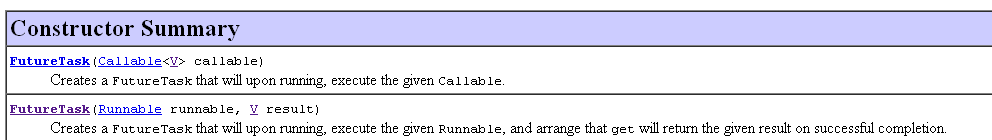 Constructor Summary
FutureTask(Callable<V> callable)
Creates a FutureTask that will upon running, execute the given Callable.
FutureTask(Runnable runnable, V result)
Creates a FutureTask that will upon running, execute the given Runnable, and arrange that get will return the given result on successful completion.